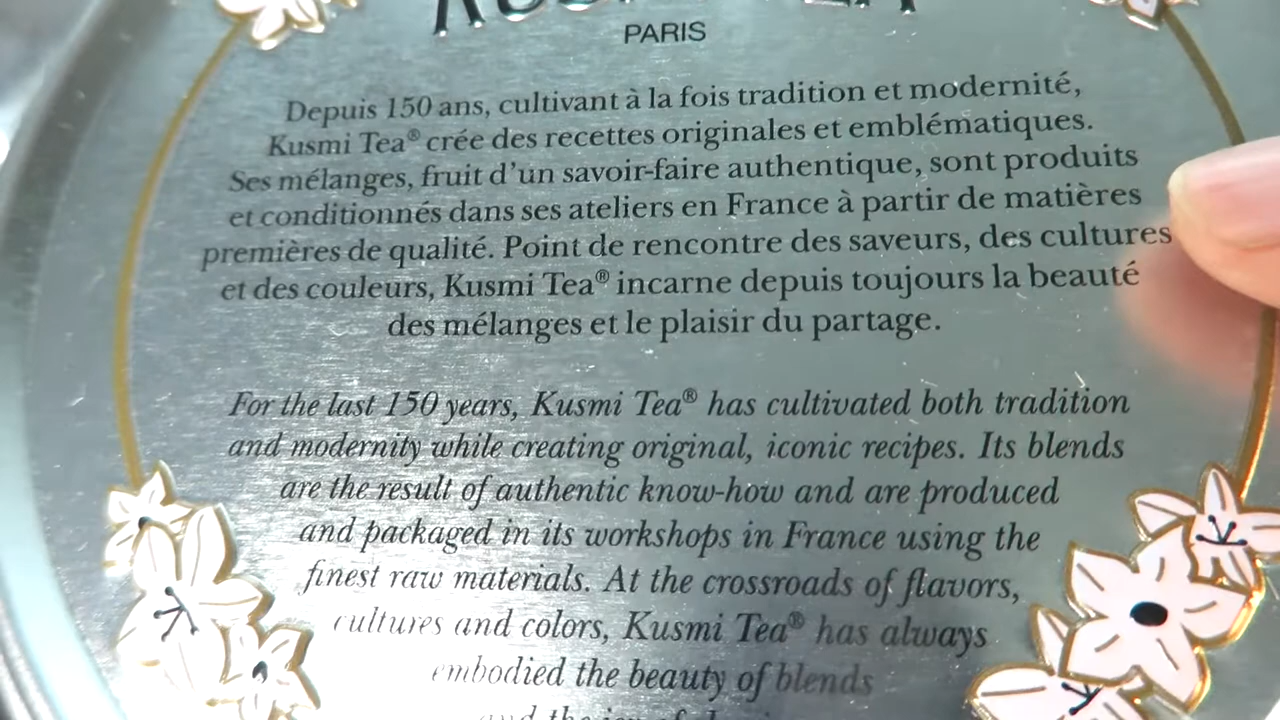 PARIS
Depuis 150 ans, cultivant à la fois tradition et modernité,
Kusmi Tea® crée des recettes originales et emblématiques.
Ses mélanges, fruit d'un savoir-faire authentique, sont produits
et conditionnés dans ses ateliers en France à partir de matières
premières de qualité. Point de rencontre des saveurs, des cultures
et des couleurs, Kusmi Tea® incarne depuis toujours la beauté
des mélanges et le plaisir du partage.
For the last 150 years, Kusmi Tea® has cultivated both tradition
and modernity while creating original, iconic recipes. Its blends
are the result of authentic know-how and are produced
and packaged in its workshops in France using the
finest raw materials. At the crossroads of flavors,
cultures and colors, Kusmi Tea® has always
embodied the beauty of blends